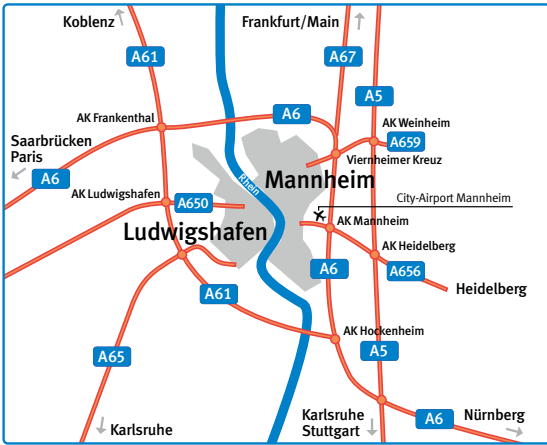 Koblenz
Frankfurt/Main
A61
A67
A5
A6
AK Frankenthal
AK Weinheim
A659
Saarbrücken
Paris
Viernheimer Kreuz
A6
Rhein
Mannheim
AK Ludwigshafen
A650
City-Airport Mannheim
AK Mannheim
Ludwigshafen
AK Heidelberg
A6
A656
Heidelberg
A61
AK Hockenheim
A65
A5
Karlsruhe
Karlsruhe
Stuttgart
A6
Nürnberg